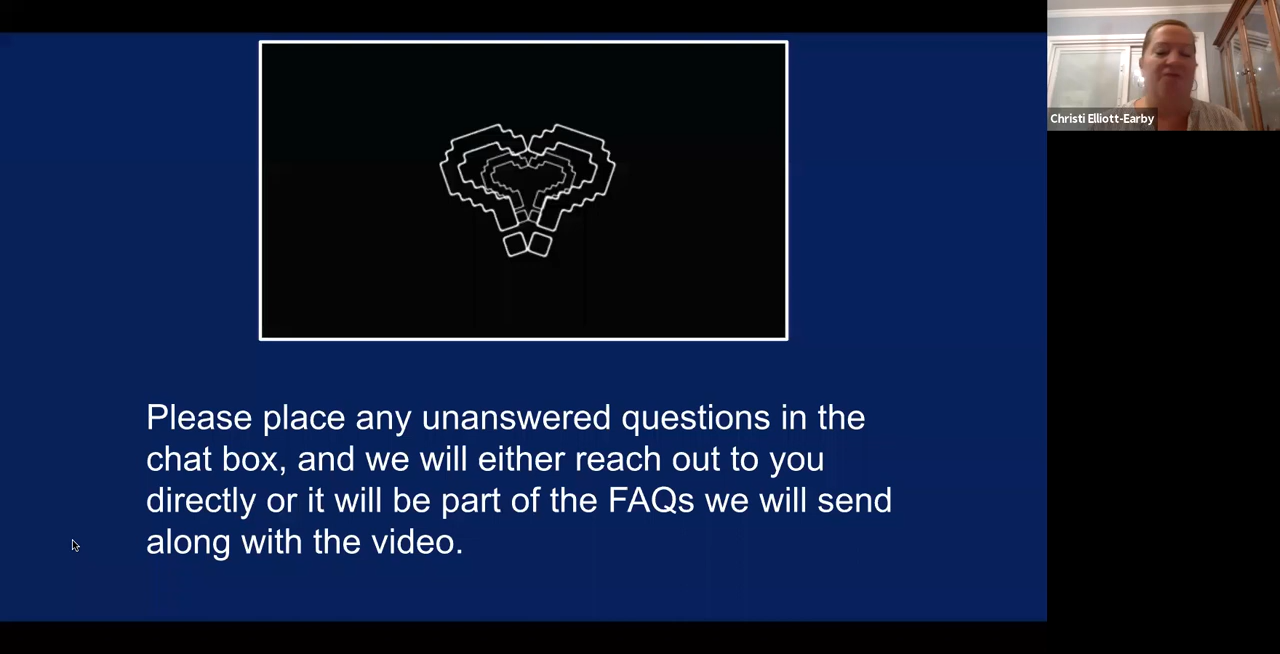 Christi Elliott-Earby
Please place any unanswered questions in the
chat box, and we will either reach out to you
directly or it will be part of the FAQs we will send
along with the video.